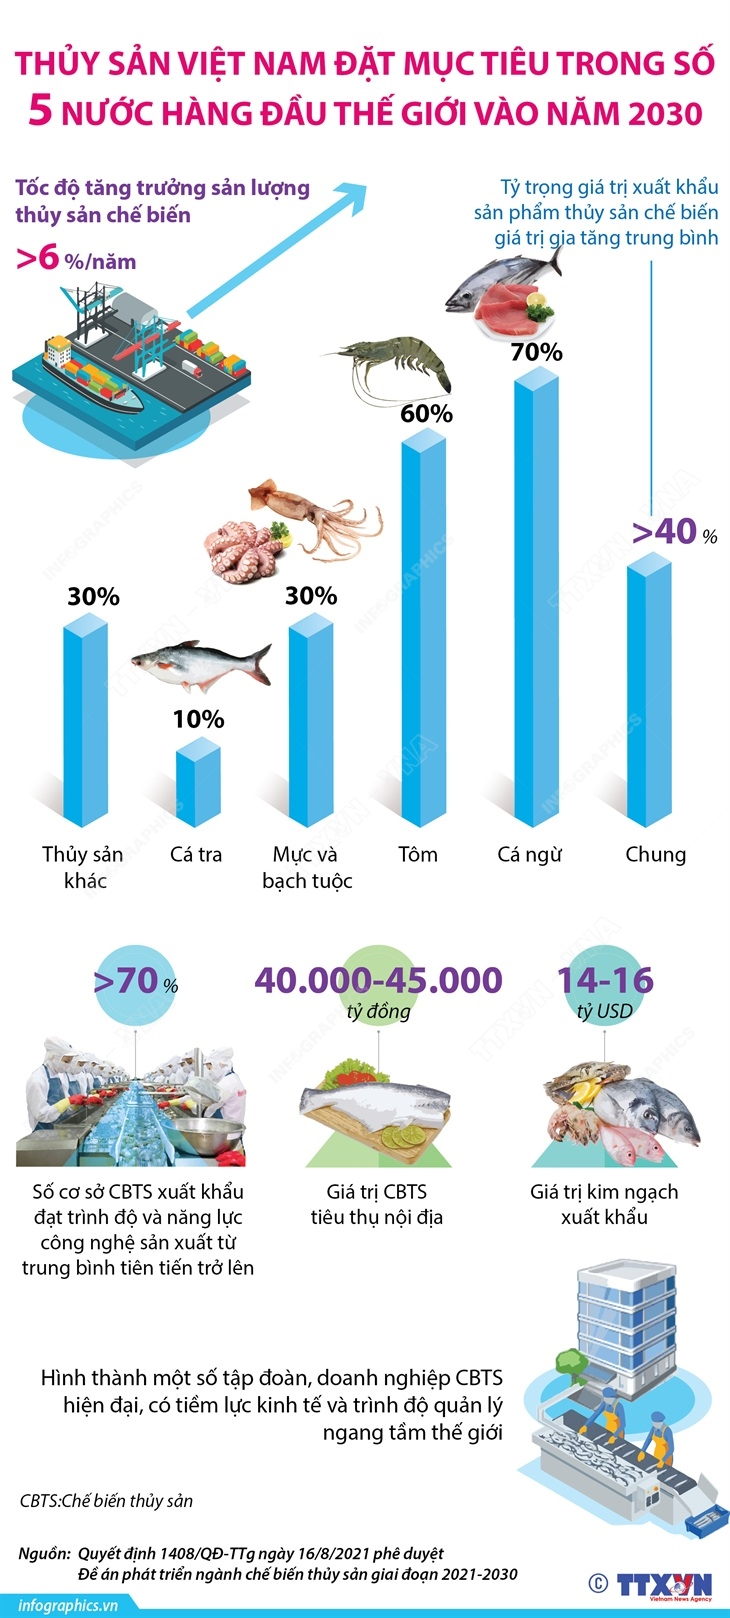 THỦY SẢN VIỆT NAM ĐẶT MỤC TIÊU TRONG SỐ
5 NƯỚC HÀNG ĐẦU THẾ GIỚI VÀO NĂM 2030
Tốc độ tăng trưởng sản lượng
thủy sản chế biến
>6 %/năm
Tỷ trọng giá trị xuất khẩu
sản phẩm thủy sản chế biến
giá trị gia tăng trung bình
70%
60%
>40 %
30%
30%
10%
Thủy sản
khác
Cá tra
Mực và
bạch tuộc
Tôm
Cá ngừ
Chung
>70 %
Số cơ sở CBTS xuất khẩu
đạt trình độ và năng lực
công nghệ sản xuất từ
trung bình tiên tiến trở lên
40.000-45.000
tỷ đồng
Giá trị CBTS
tiêu thụ nội địa
14-16
tỷ USD
Giá trị kim ngạch
xuất khẩu
Hình thành một số tập đoàn, doanh nghiệp CBTS
hiện đại, có tiềm lực kinh tế và trình độ quản lý
ngang tầm thế giới
CBTS:Chế biến thủy sản
Nguồn: Quyết định 1408/QĐ-TTg ngày 16/8/2021 phê duyệt
Đề án phát triển ngành chế biến thủy sản giai đoạn 2021-2030
infographics.vn
© TTXVN
Vietnam News Agency